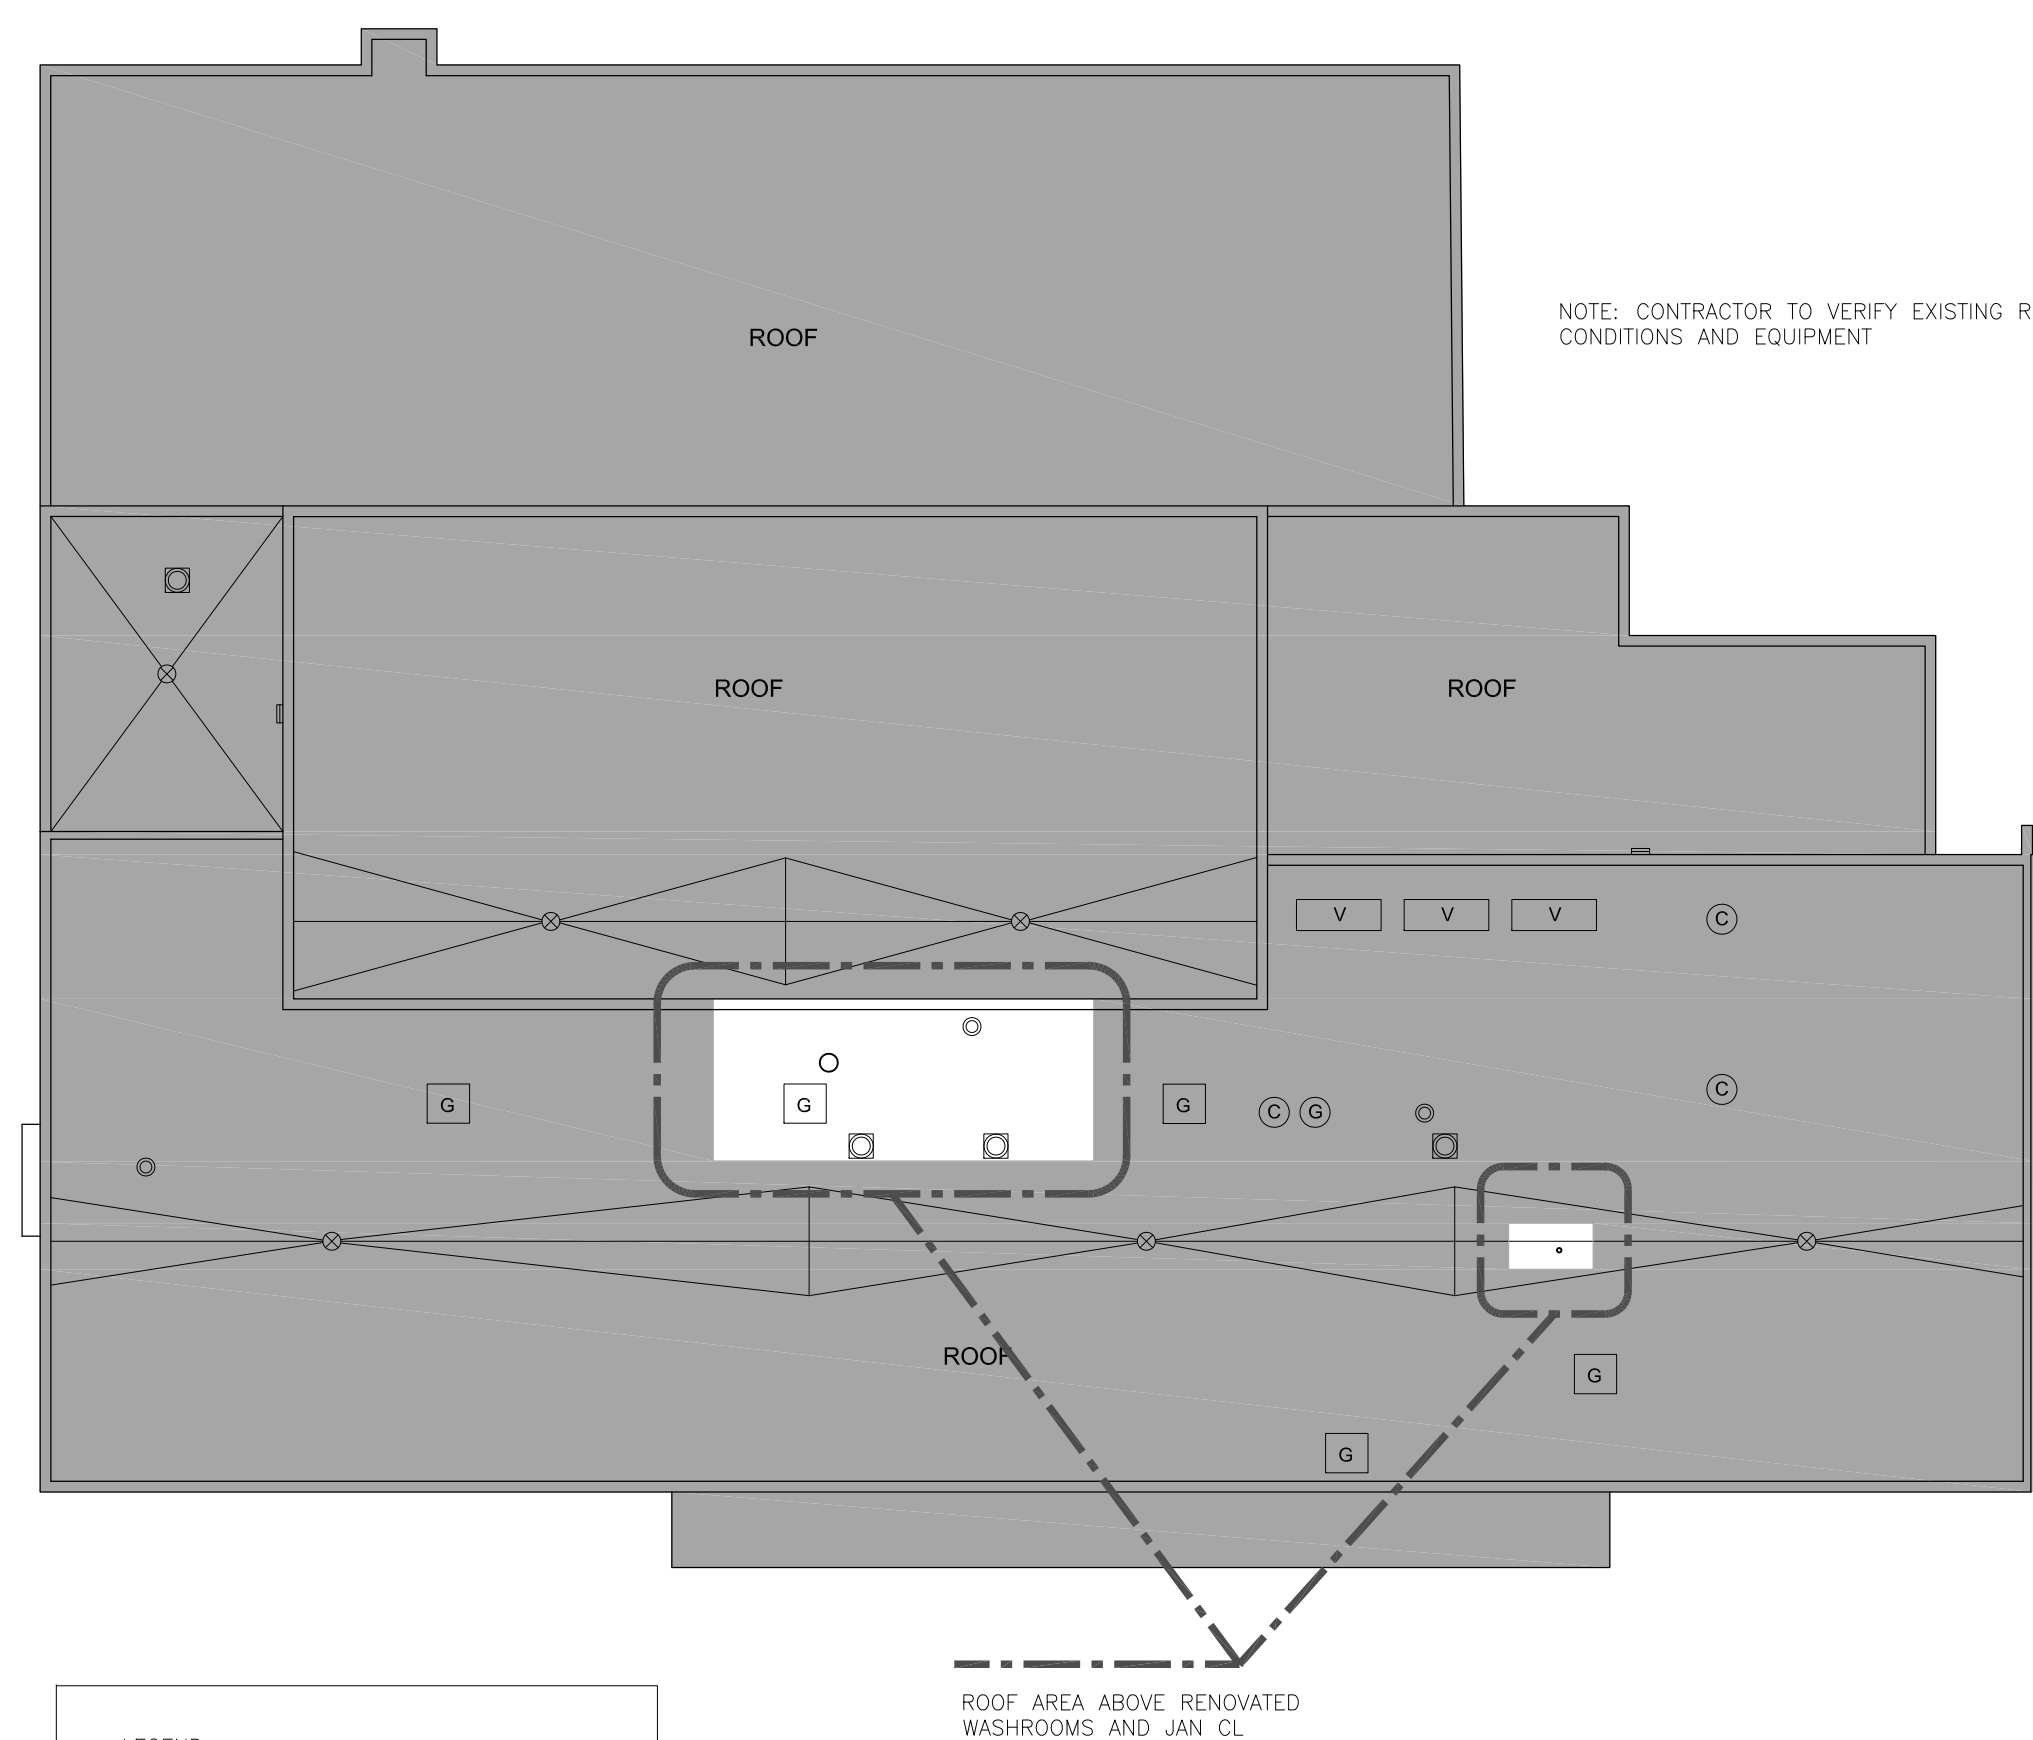 ROOF
NOTE: CONTRACTOR TO VERIFY EXISTING R
CONDITIONS AND EQUIPMENT
ROOF
ROOF
V
V
V
C
G
G
G
C
G
C
ROOF
G
G
ROOF AREA ABOVE RENOVATED
WASHROOMS AND JAN CL